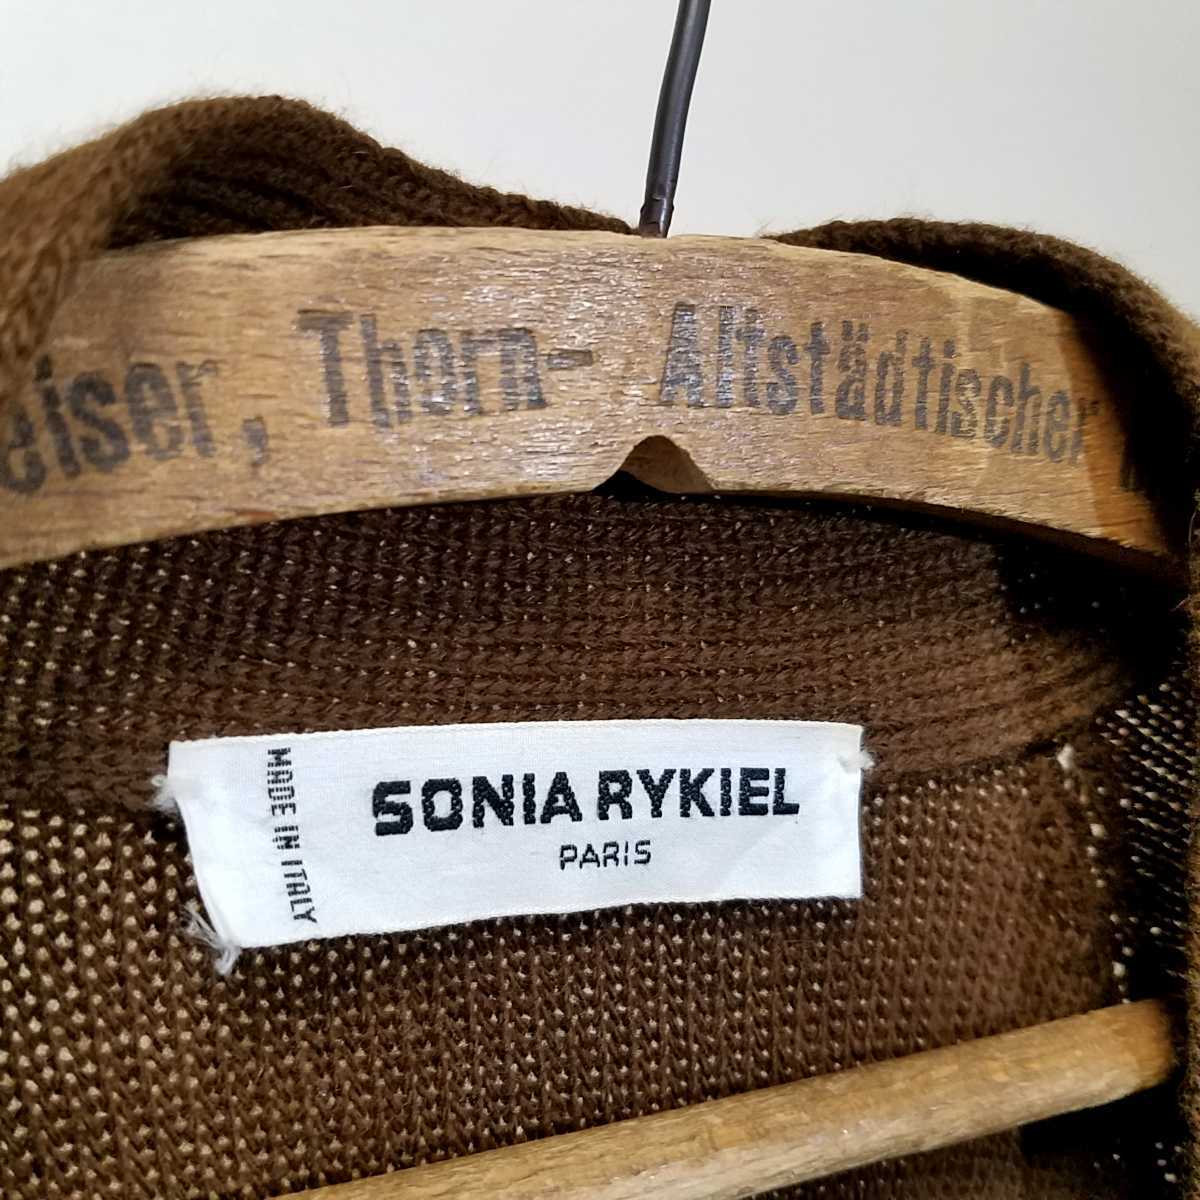 eiser, Thorn- Altstädtischer
SONIA RYKIEL
PARIS
MADE IN ITALY